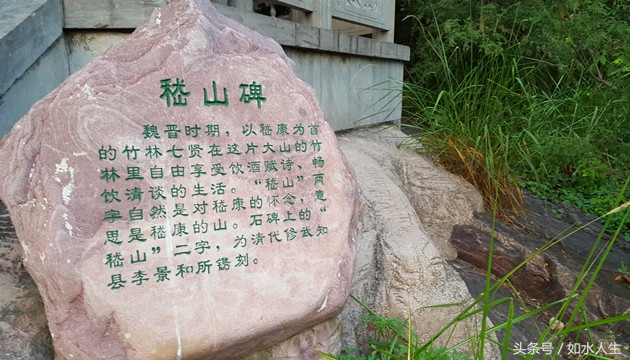 嵇山碑
魏晋时期，以嵇康为首
的竹林七贤在这片大山的竹
林里自由享受饮酒赋诗，畅
饮清谈的生活。“嵇山”两
字自然是对嵇康的怀念，意
思是嵇康的山。石碑上的“
嵇山”二字，为清代修武知
县李景和所镌刻。
头条号 / 如水人生